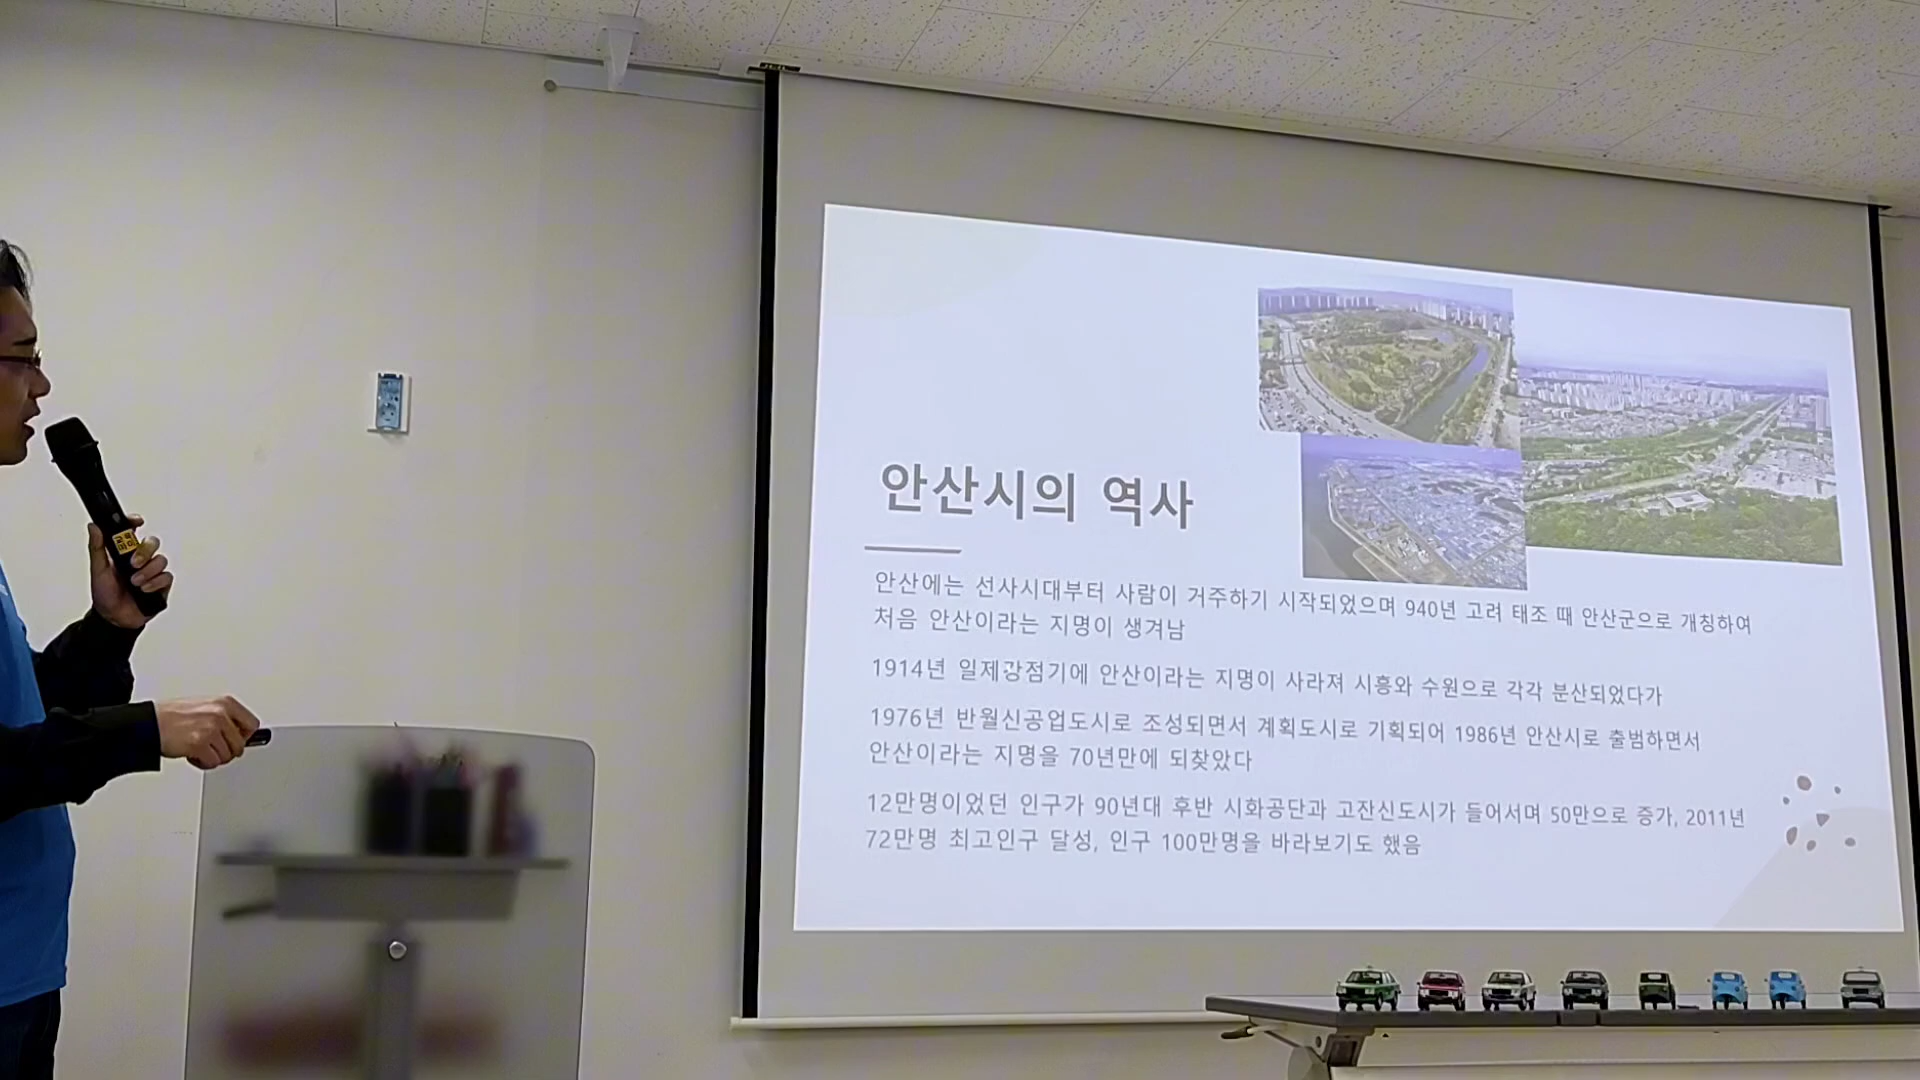 안산시의 역사
안산에는 선사시대부터 사람이 거주하기 시작되었으며 940년 고려 태조 때 안산군으로 개칭하여
처음 안산이라는 지명이 생겨남
1914년 일제강점기에 안산이라는 지명이 사라져 시흥와 수원으로 각각 분산되었다가
1976년 반월신공업도시로 조성되면서 계획도시로 기획되어 1986년 안산시로 출범하면서
안산이라는 지명을 70년만에 되찾았다
12만명이었던 인구가 90년대 후반 시화공단과 고잔신도시가 들어서며 50만으로 증가, 2011년
72만명 최고인구 달성, 인구 100만명을 바라보기도 했음